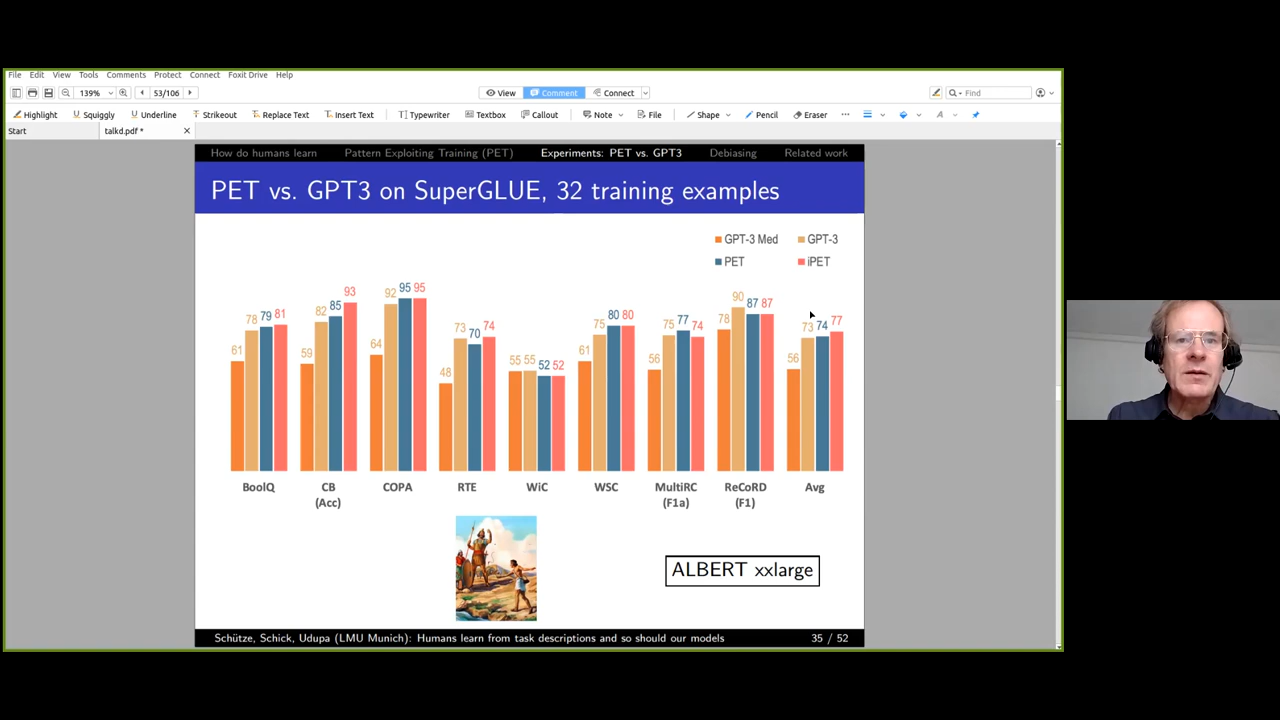 File Edit View Tools Comments Protect Connect Foxit Drive Help
139% 53/106 View Comment Connect Find
Highlight Squiggly Underline Strikeout Replace Text Insert Text Typewriter Textbox Callout Note File Shape Pencil Eraser
Start talkd.pdf *
How do humans learn Pattern Exploiting Training (PET) Experiments: PET vs. GPT3 Debiasing Related work
PET vs. GPT3 on SuperGLUE, 32 training examples
GPT-3 Med GPT-3
PET iPET
61 78 79 81
59 82 85 93
64 92 95 95
48 73 70 74
55 55 52 52
61 75 80 80
56 75 77 74
78 90 87 87
56 73 74 77
BoolQ CB COPA RTE WiC WSC MultiRC ReCoRD Avg
(Acc) (F1a) (F1)
ALBERT xxlarge
Schütze, Schick, Udupa (LMU Munich): Humans learn from task descriptions and so should our models 35 / 52